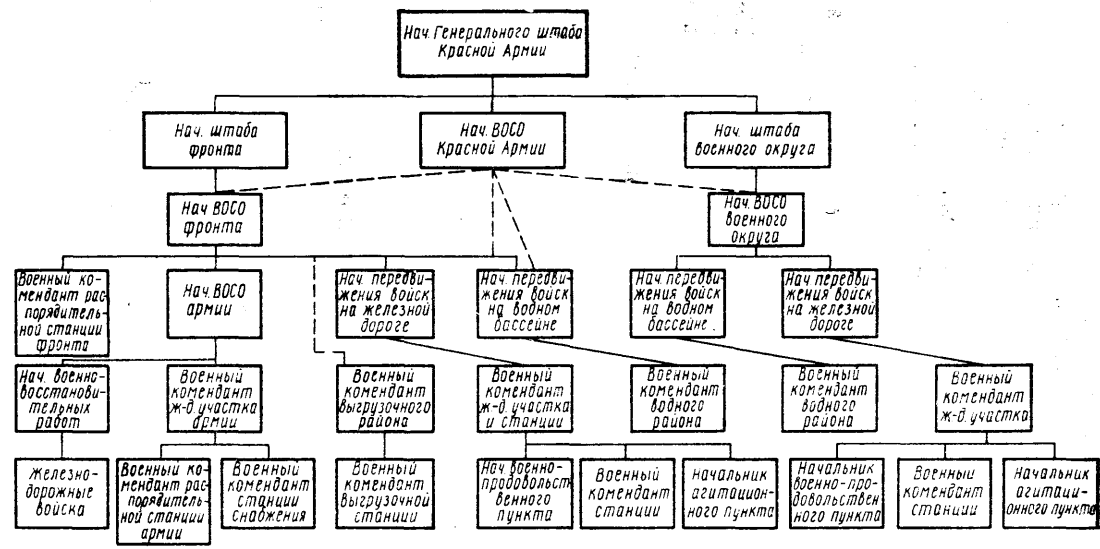 Нач. Генерального штаба
Красной Армии
Нач. штаба
фронта
Нач. ВОСО
Красной Армии
Нач. штаба
военного округа
Нач. ВОСО
фронта
Нач. ВОСО
военного
округа
Военный ко-
мендант рас-
порядитель-
ной станции
фронта
Нач. ВОСО
армии
Нач. передви-
жения войск
на железной
дороге
Нач. передви-
жения войск
на водном
бассейне
Нач. передви-
жения войск
на водном
бассейне
Нач. передви-
жения войск
на железной
дороге
Нач. военно-
восстанови-
тельных
работ
Военный
комендант
ж-д. участка
армии
Военный
комендант
выгрузочного
района
Военный
комендант
ж-д. участка
и станции
Военный
комендант
водного
района
Военный
комендант
водного
района
Военный
комендант
ж-д. участка
Железно-
дорожные
войска
Военный ко-
мендант рас-
порядитель-
ной станции
армии
Военный
комендант
станции
снабжения
Военный
комендант
выгрузочной
станции
Нач. военно-
продовольст-
венного
пункта
Военный
комендант
станции
Начальник
агитацион-
ного пункта
Начальник
военно-про-
довольствен-
ного пункта
Военный
комендант
станции
Начальник
агитаци-
онного пункта